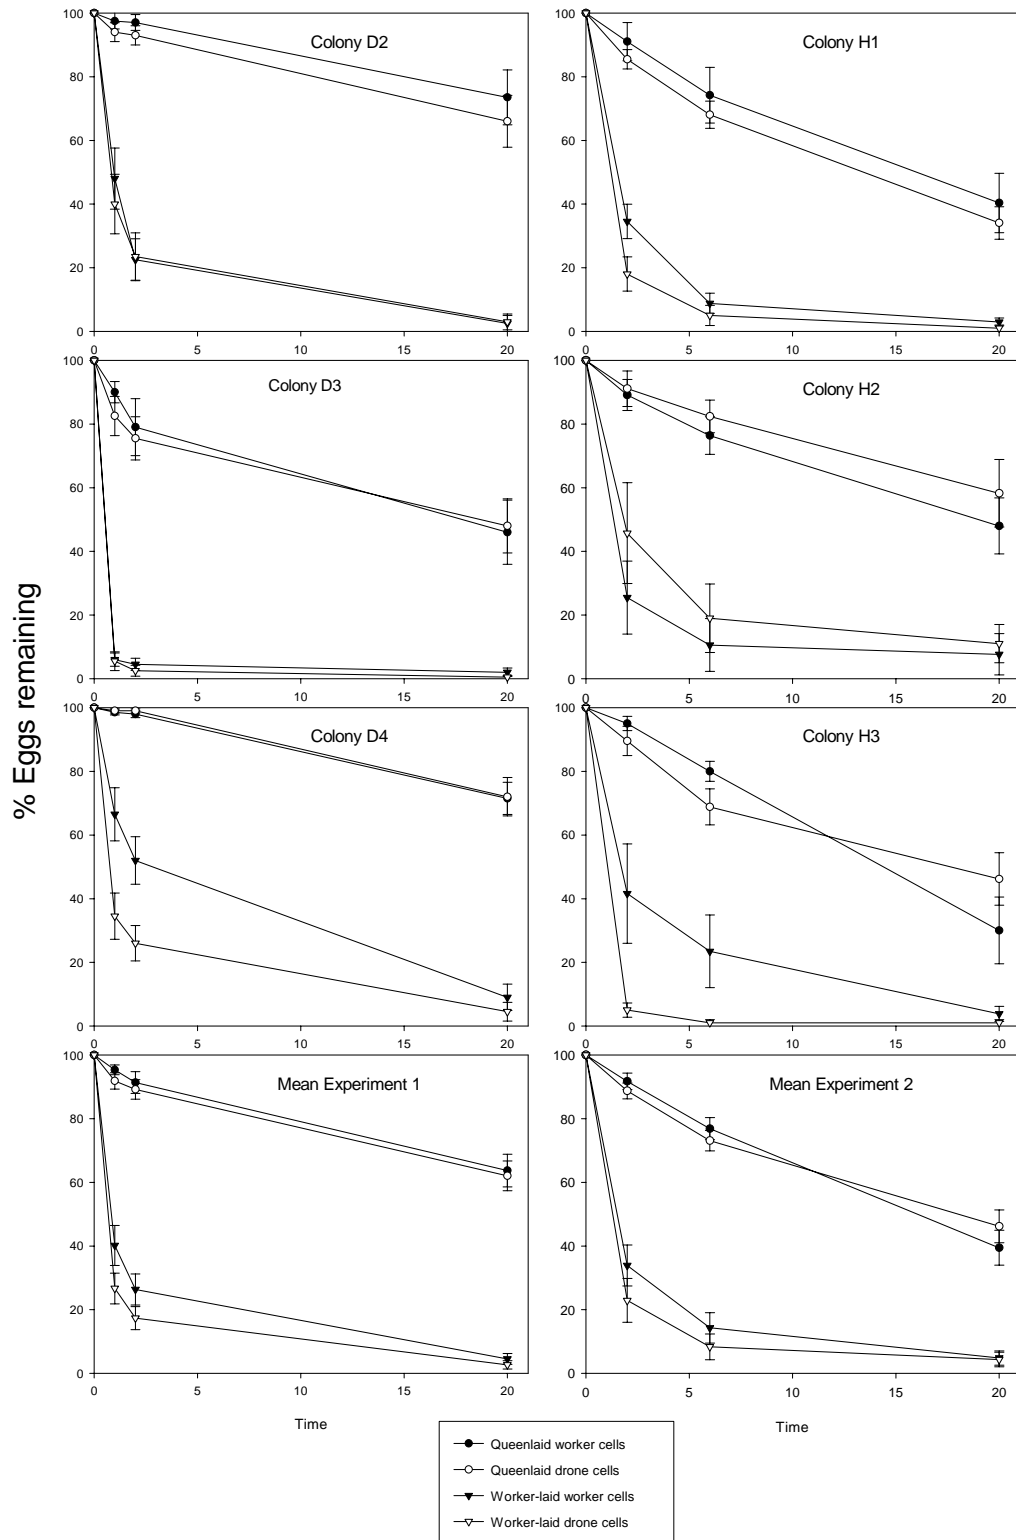 % Eggs remaining
Colony D2
100
80
60
40
20
0
0 5 10 15 20
Colony H1
100
80
60
40
20
0
0 5 10 15 20
Colony D3
100
80
60
40
20
0
0 5 10 15 20
Colony H2
100
80
60
40
20
0
0 5 10 15 20
Colony D4
100
80
60
40
20
0
0 5 10 15 20
Colony H3
100
80
60
40
20
0
0 5 10 15 20
Mean Experiment 1
100
80
60
40
20
0
0 5 10 15 20
Time
Mean Experiment 2
100
80
60
40
20
0
0 5 10 15 20
Time
Queenlaid worker cells
Queenlaid drone cells
Worker-laid worker cells
Worker-laid drone cells